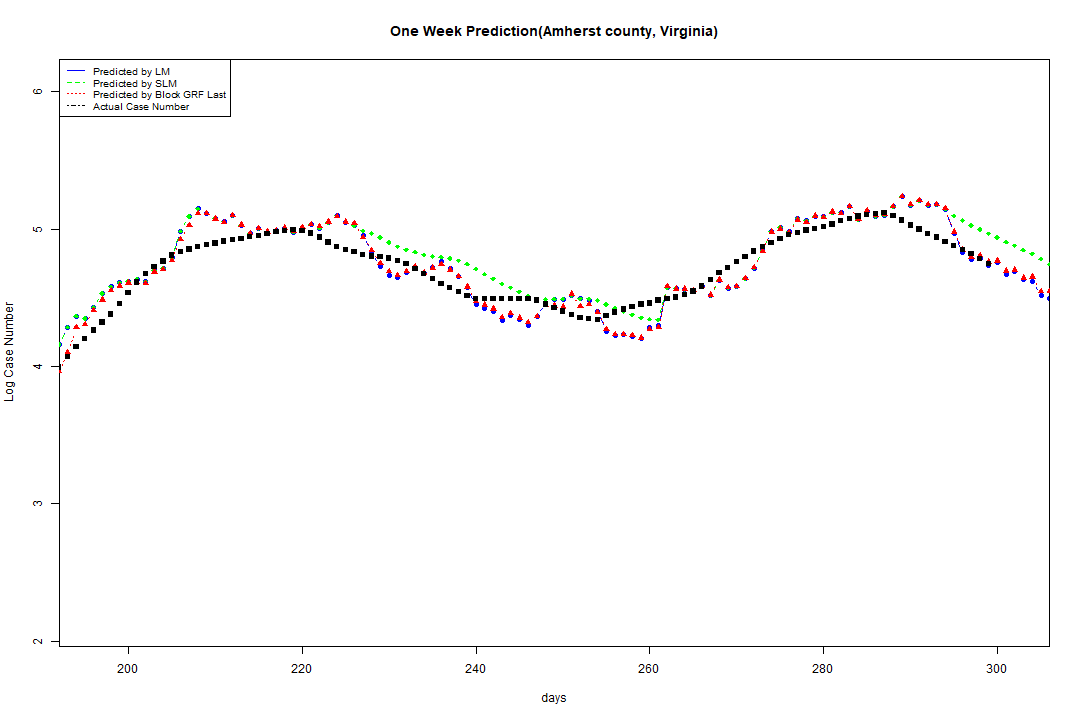 One Week Prediction(Amherst county, Virginia)
Predicted by LM
Predicted by SLM
Predicted by Block GRF Last
Actual Case Number
6
5
4
3
2
Log Case Number
200 220 240 260 280 300
days